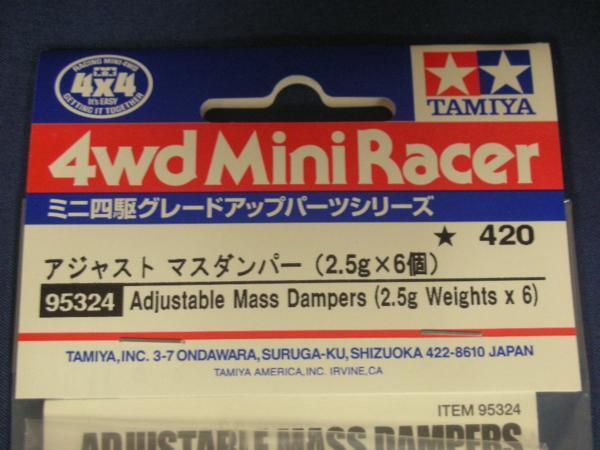 RACING MINI-4WD
4x4
It's EASY
GETTING IT TOGETHER
TAMIYA
4wd Mini Racer
ミニ四駆グレードアップパーツシリーズ
★ 420
アジャスト マスダンパー（2.5g×6個）
95324 Adjustable Mass Dampers (2.5g Weights x 6)
TAMIYA, INC. 3-7 ONDAWARA, SURUGA-KU, SHIZUOKA 422-8610 JAPAN
TAMIYA AMERICA, INC. IRVINE, CA
ITEM 95324
ADJUSTABLE MASS DAMPERS